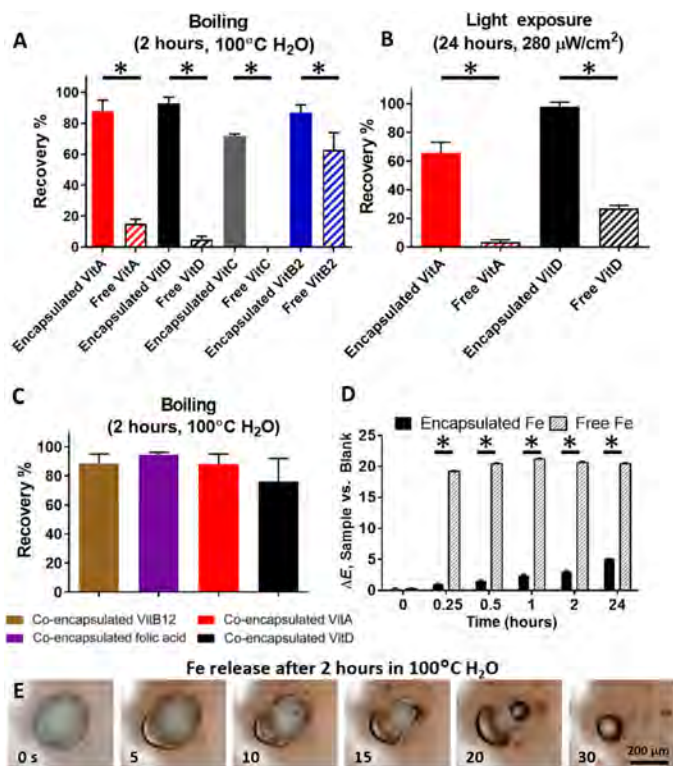 A
Boiling
(2 hours, 100°C H₂O)
* * * *
Recovery %
100
80
60
40
20
0
Encapsulated VitA
Free VitA
Encapsulated VitD
Free VitD
Encapsulated VitC
Free VitC
Encapsulated VitB2
Free VitB2
B
Light exposure
(24 hours, 280 µW/cm²)
* *
Recovery %
100
80
60
40
20
0
Encapsulated VitA
Free VitA
Encapsulated VitD
Free VitD
C
Boiling
(2 hours, 100°C H₂O)
Recovery %
100
80
60
40
20
0
Co-encapsulated VitB12
Co-encapsulated VitA
Co-encapsulated folic acid
Co-encapsulated VitD
D
Encapsulated Fe
Free Fe
* * * * *
ΔE, Sample vs. Blank
25
20
15
10
5
0
0 0.25 0.5 1 2 24
Time (hours)
Fe release after 2 hours in 100°C H₂O
E
0 s 5 10 15 20 30
200 µm